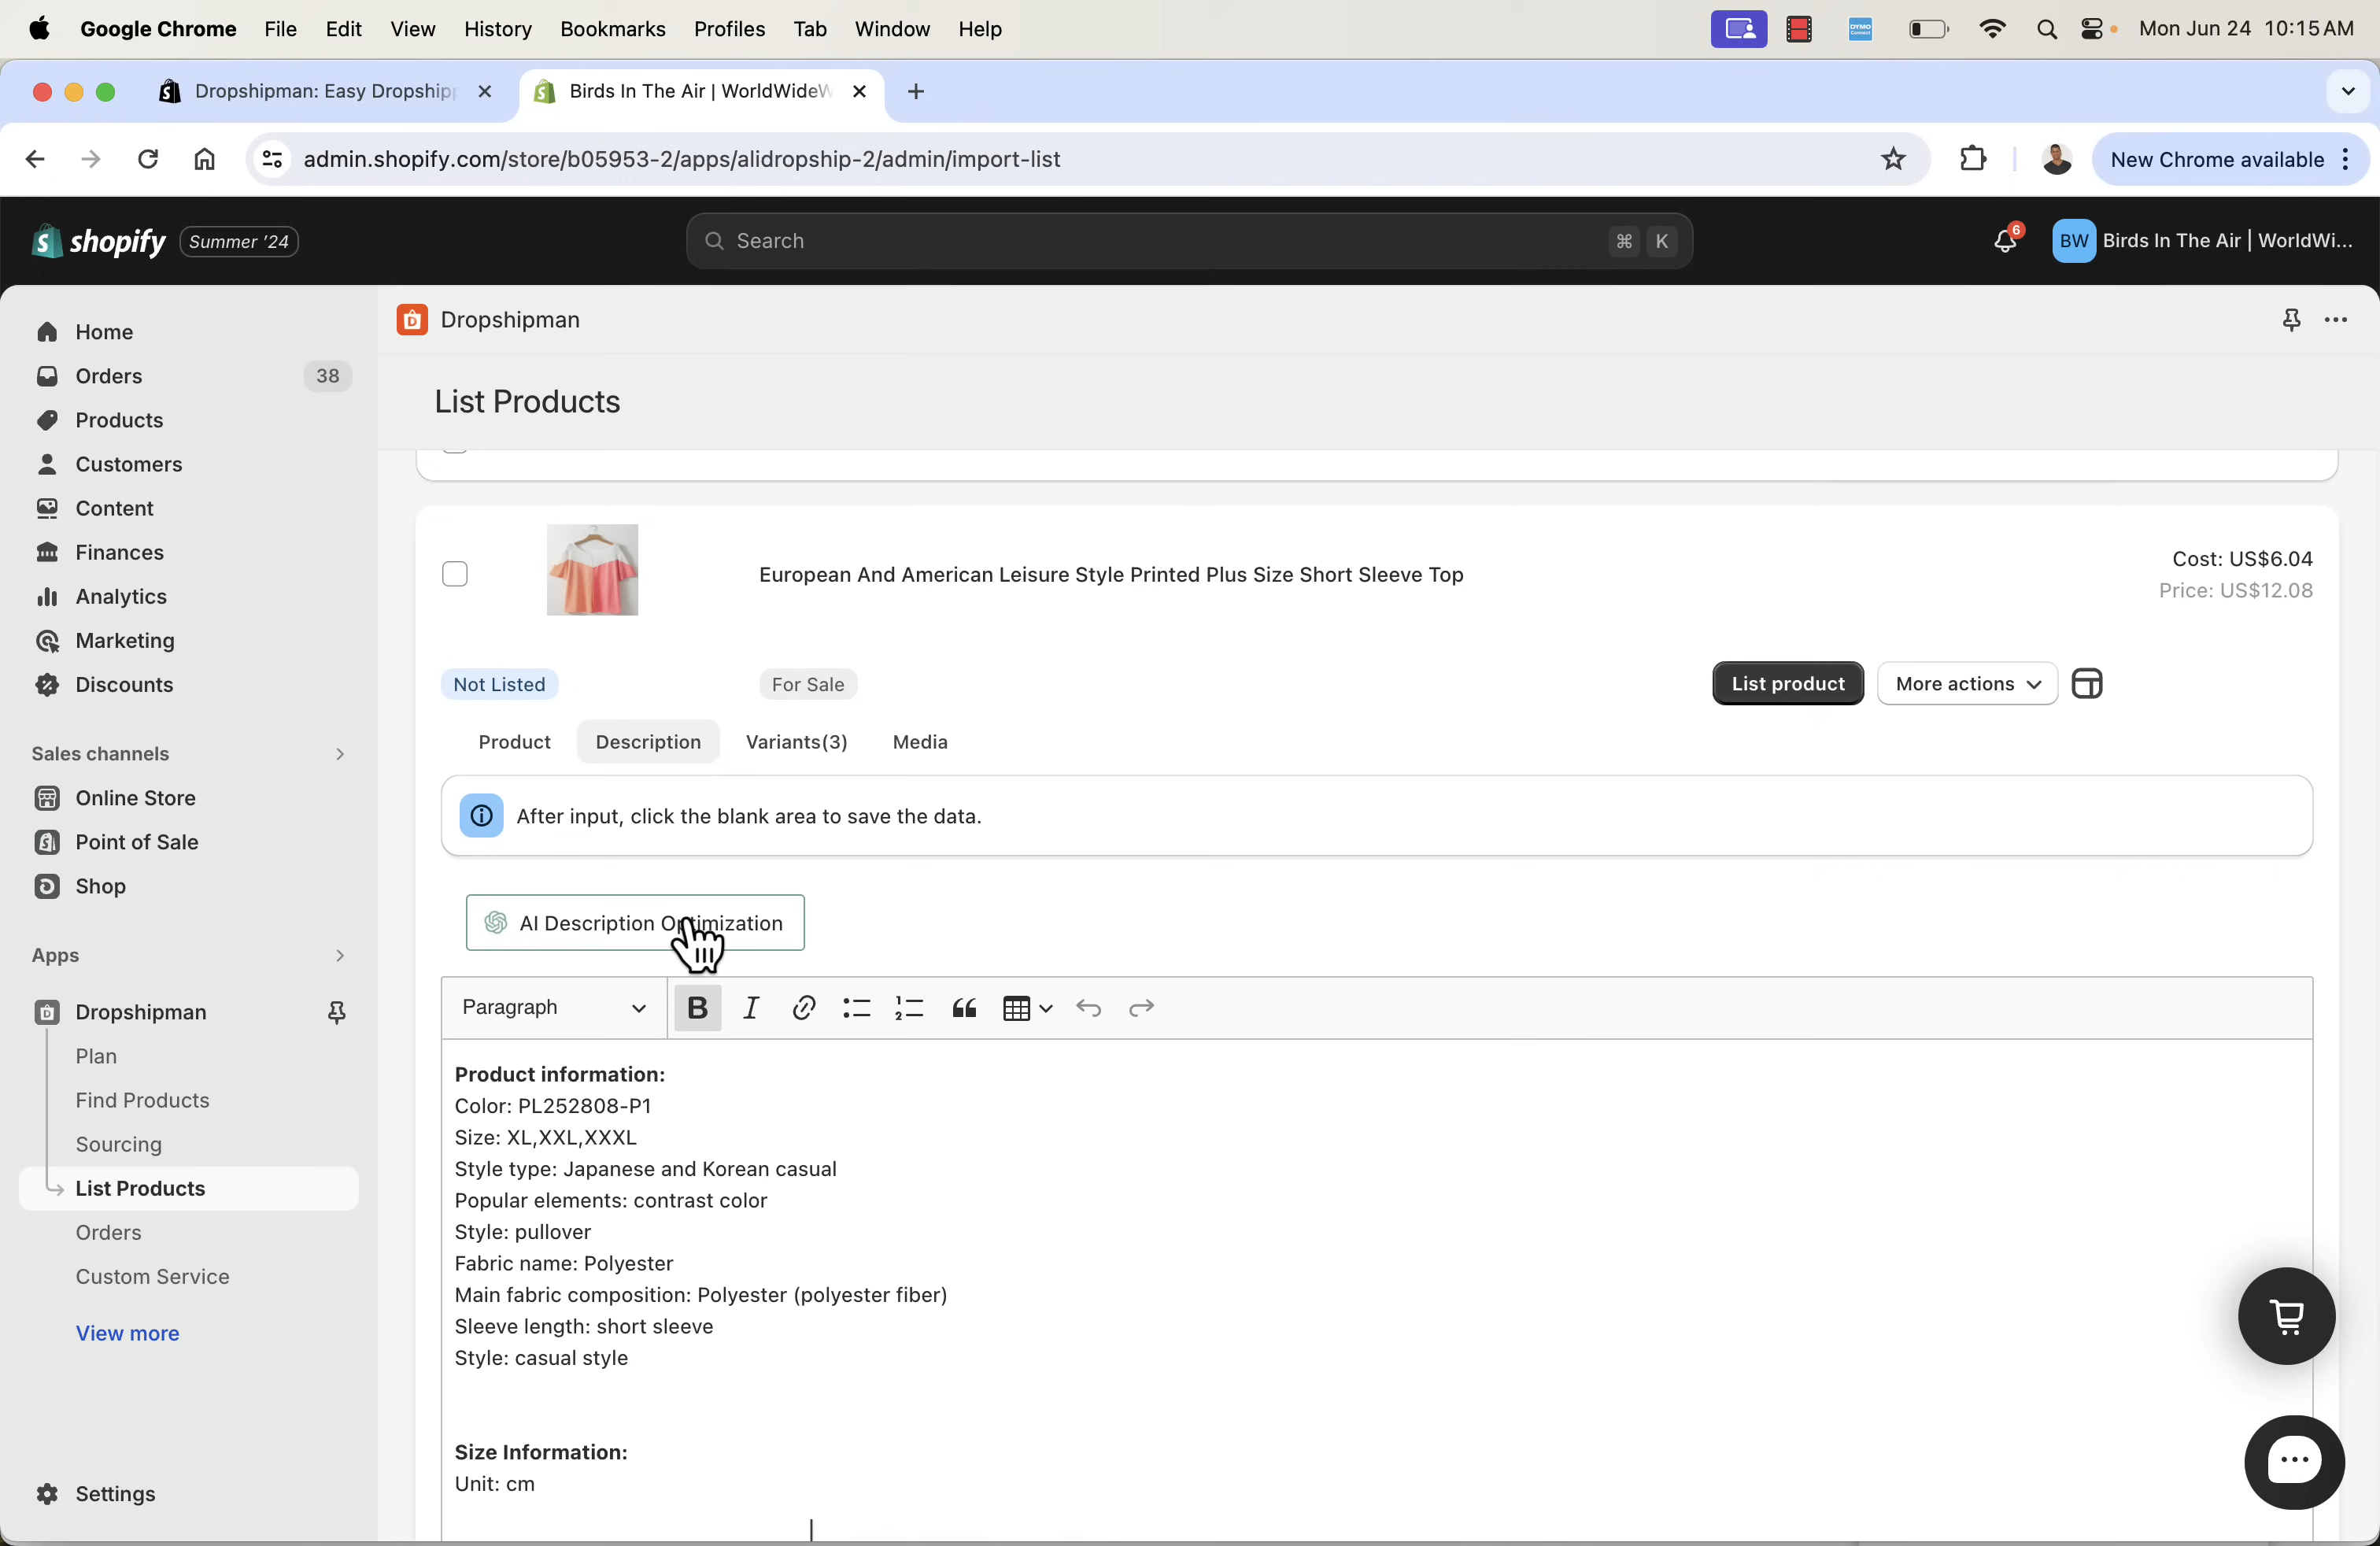 Google Chrome File Edit View History Bookmarks Profiles Tab Window Help DYMO Connect Mon Jun 24 10:15 AM
Dropshipman: Easy Dropshipp Birds In The Air | WorldWideW
admin.shopify.com/store/b05953-2/apps/alidropship-2/admin/import-list New Chrome available
shopify Summer '24 Search ⌘ K 6 BW Birds In The Air | WorldWi...
Home
Orders 38
Products
Customers
Content
Finances
Analytics
Marketing
Discounts
Sales channels
Online Store
Point of Sale
Shop
Apps
Dropshipman
Plan
Find Products
Sourcing
List Products
Orders
Custom Service
View more
Settings
Dropshipman
List Products
European And American Leisure Style Printed Plus Size Short Sleeve Top
Cost: US$6.04
Price: US$12.08
Not Listed For Sale List product More actions
Product Description Variants(3) Media
After input, click the blank area to save the data.
AI Description Optimization
Paragraph B I
Product information:
Color: PL252808-P1
Size: XL,XXL,XXXL
Style type: Japanese and Korean casual
Popular elements: contrast color
Style: pullover
Fabric name: Polyester
Main fabric composition: Polyester (polyester fiber)
Sleeve length: short sleeve
Style: casual style
Size Information:
Unit: cm